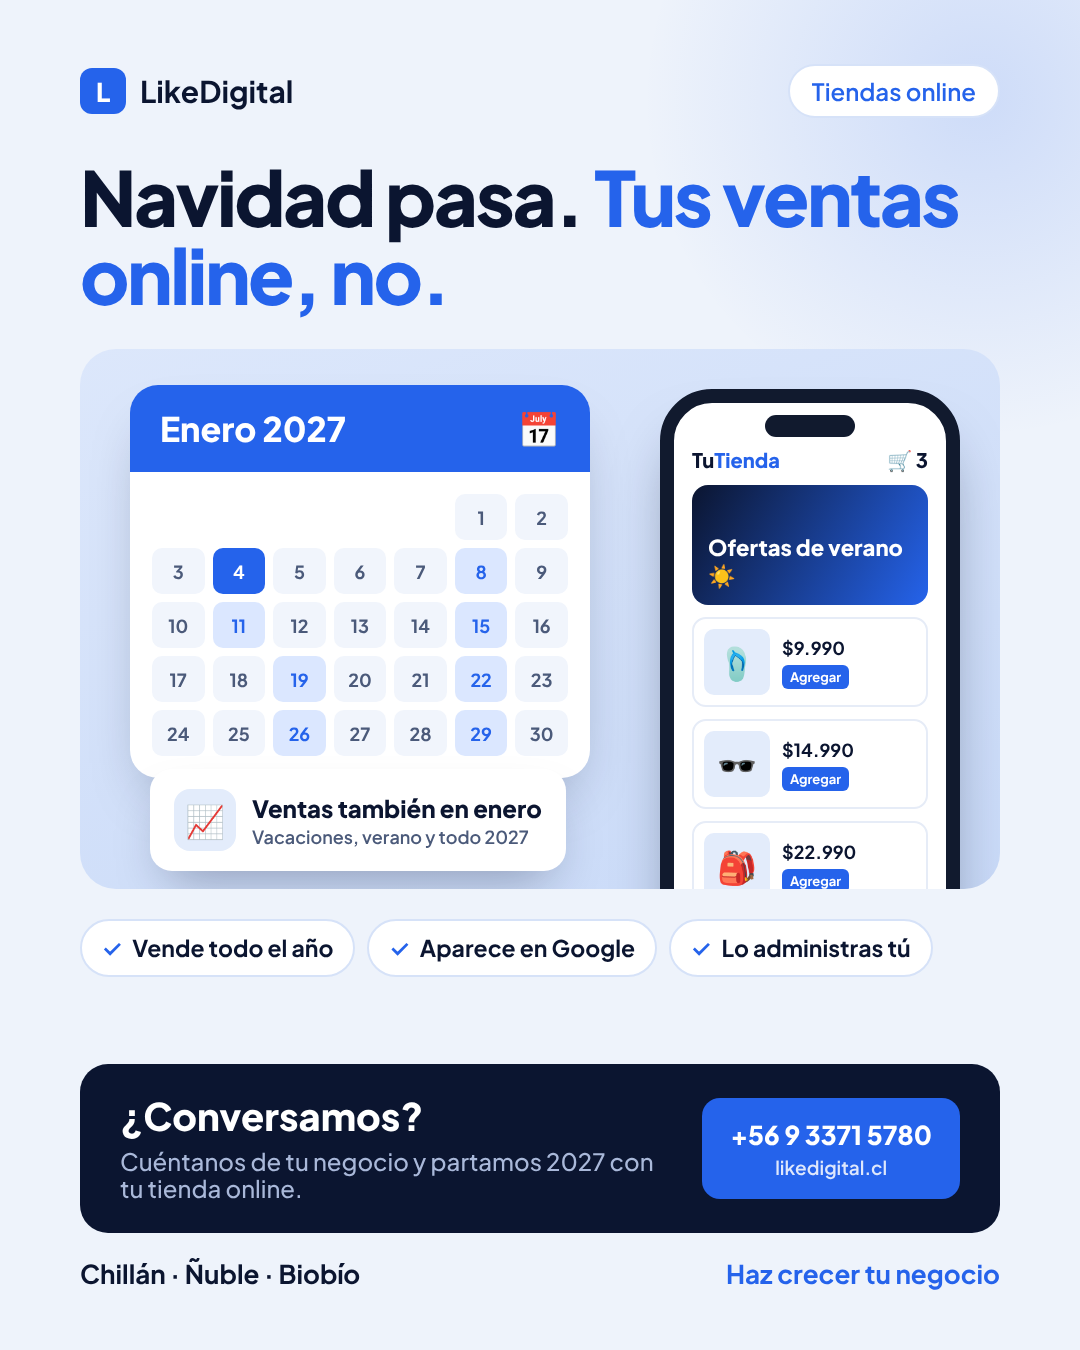 L LikeDigital
Tiendas online
Navidad pasa. Tus ventas
online, no.
Enero 2027
July
17
1 2
3 4 5 6 7 8 9
10 11 12 13 14 15 16
17 18 19 20 21 22 23
24 25 26 27 28 29 30
Ventas también en enero
Vacaciones, verano y todo 2027
TuTienda
3
Ofertas de verano
$9.990
Agregar
$14.990
Agregar
$22.990
Agregar
Vende todo el año
Aparece en Google
Lo administras tú
¿Conversamos?
Cuéntanos de tu negocio y partamos 2027 con
tu tienda online.
+56 9 3371 5780
likedigital.cl
Chillán · Ñuble · Biobío
Haz crecer tu negocio